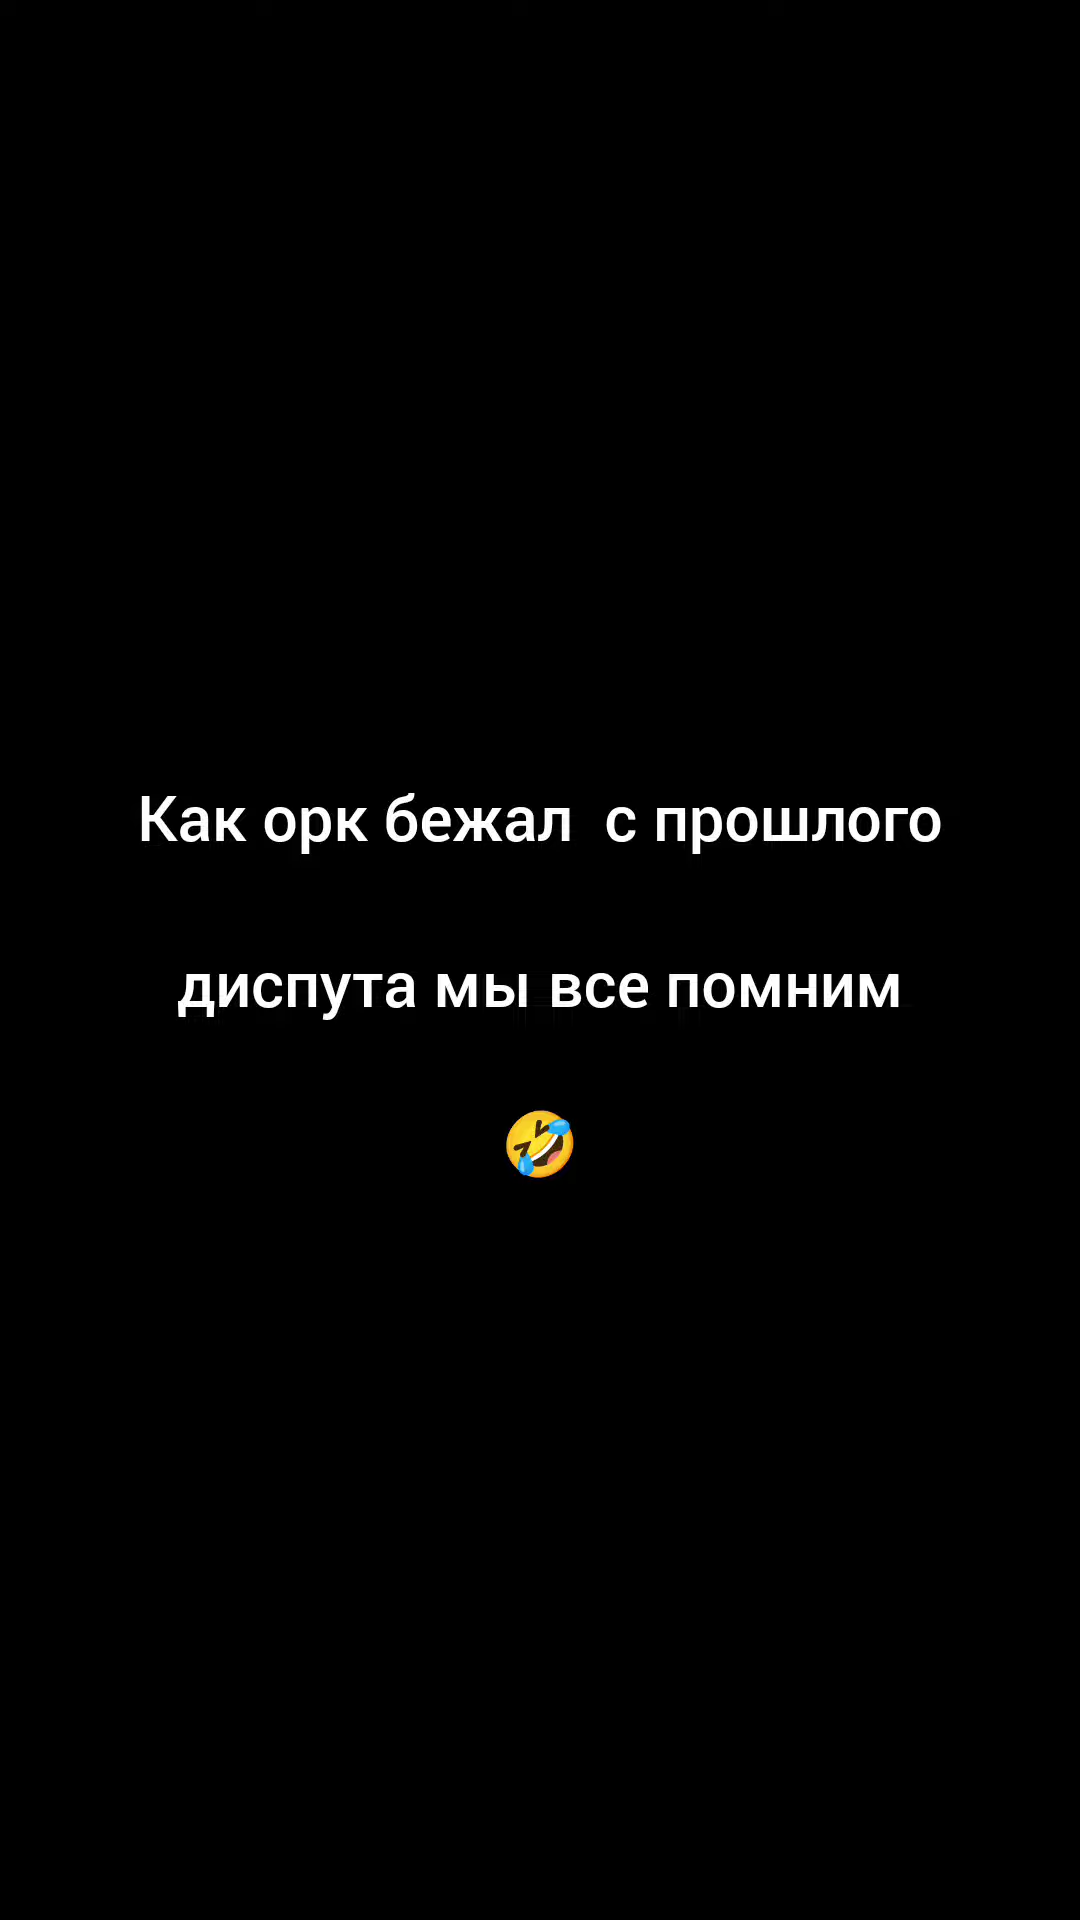 Как орк бежал  с прошлого
диспута мы все помним
🤣